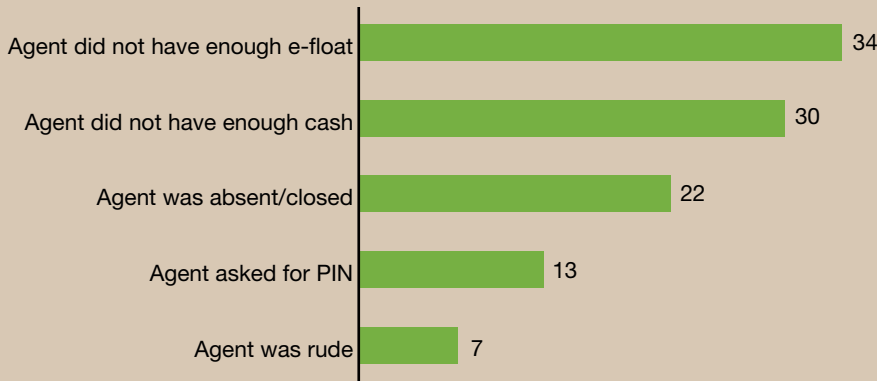 Agent did not have enough e-float 34
Agent did not have enough cash 30
Agent was absent/closed 22
Agent asked for PIN 13
Agent was rude 7